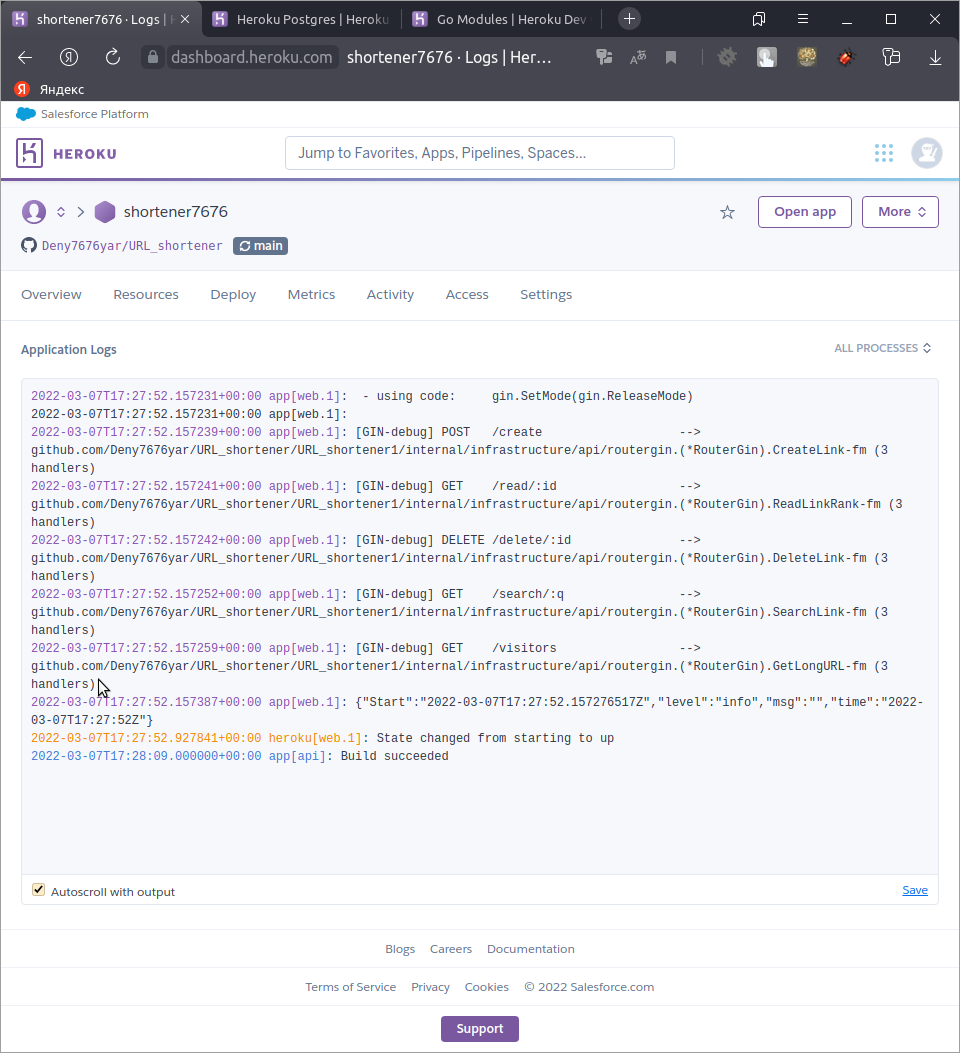 shortener7676 · Logs |
Heroku Postgres | Heroku
Go Modules | Heroku Dev
dashboard.heroku.com shortener7676 · Logs | Her...
Яндекс
Salesforce Platform
HEROKU
Jump to Favorites, Apps, Pipelines, Spaces...
shortener7676
Open app
More
Deny7676yar/URL_shortener
main
Overview Resources Deploy Metrics Activity Access Settings
Application Logs
ALL PROCESSES
2022-03-07T17:27:52.157231+00:00 app[web.1]:  - using code:     gin.SetMode(gin.ReleaseMode)
2022-03-07T17:27:52.157231+00:00 app[web.1]:
2022-03-07T17:27:52.157239+00:00 app[web.1]: [GIN-debug] POST   /create                   -->
github.com/Deny7676yar/URL_shortener/URL_shortener1/internal/infrastructure/api/routergin.(*RouterGin).CreateLink-fm (3
handlers)
2022-03-07T17:27:52.157241+00:00 app[web.1]: [GIN-debug] GET    /read/:id                 -->
github.com/Deny7676yar/URL_shortener/URL_shortener1/internal/infrastructure/api/routergin.(*RouterGin).ReadLinkRank-fm (3
handlers)
2022-03-07T17:27:52.157242+00:00 app[web.1]: [GIN-debug] DELETE /delete/:id               -->
github.com/Deny7676yar/URL_shortener/URL_shortener1/internal/infrastructure/api/routergin.(*RouterGin).DeleteLink-fm (3
handlers)
2022-03-07T17:27:52.157252+00:00 app[web.1]: [GIN-debug] GET    /search/:q                -->
github.com/Deny7676yar/URL_shortener/URL_shortener1/internal/infrastructure/api/routergin.(*RouterGin).SearchLink-fm (3
handlers)
2022-03-07T17:27:52.157259+00:00 app[web.1]: [GIN-debug] GET    /visitors                 -->
github.com/Deny7676yar/URL_shortener/URL_shortener1/internal/infrastructure/api/routergin.(*RouterGin).GetLongURL-fm (3
handlers)
2022-03-07T17:27:52.157387+00:00 app[web.1]: {"Start":"2022-03-07T17:27:52.157276517Z","level":"info","msg":"","time":"2022-
03-07T17:27:52Z"}
2022-03-07T17:27:52.927841+00:00 heroku[web.1]: State changed from starting to up
2022-03-07T17:28:09.000000+00:00 app[api]: Build succeeded
Autoscroll with output
Save
Blogs Careers Documentation
Terms of Service Privacy Cookies © 2022 Salesforce.com
Support